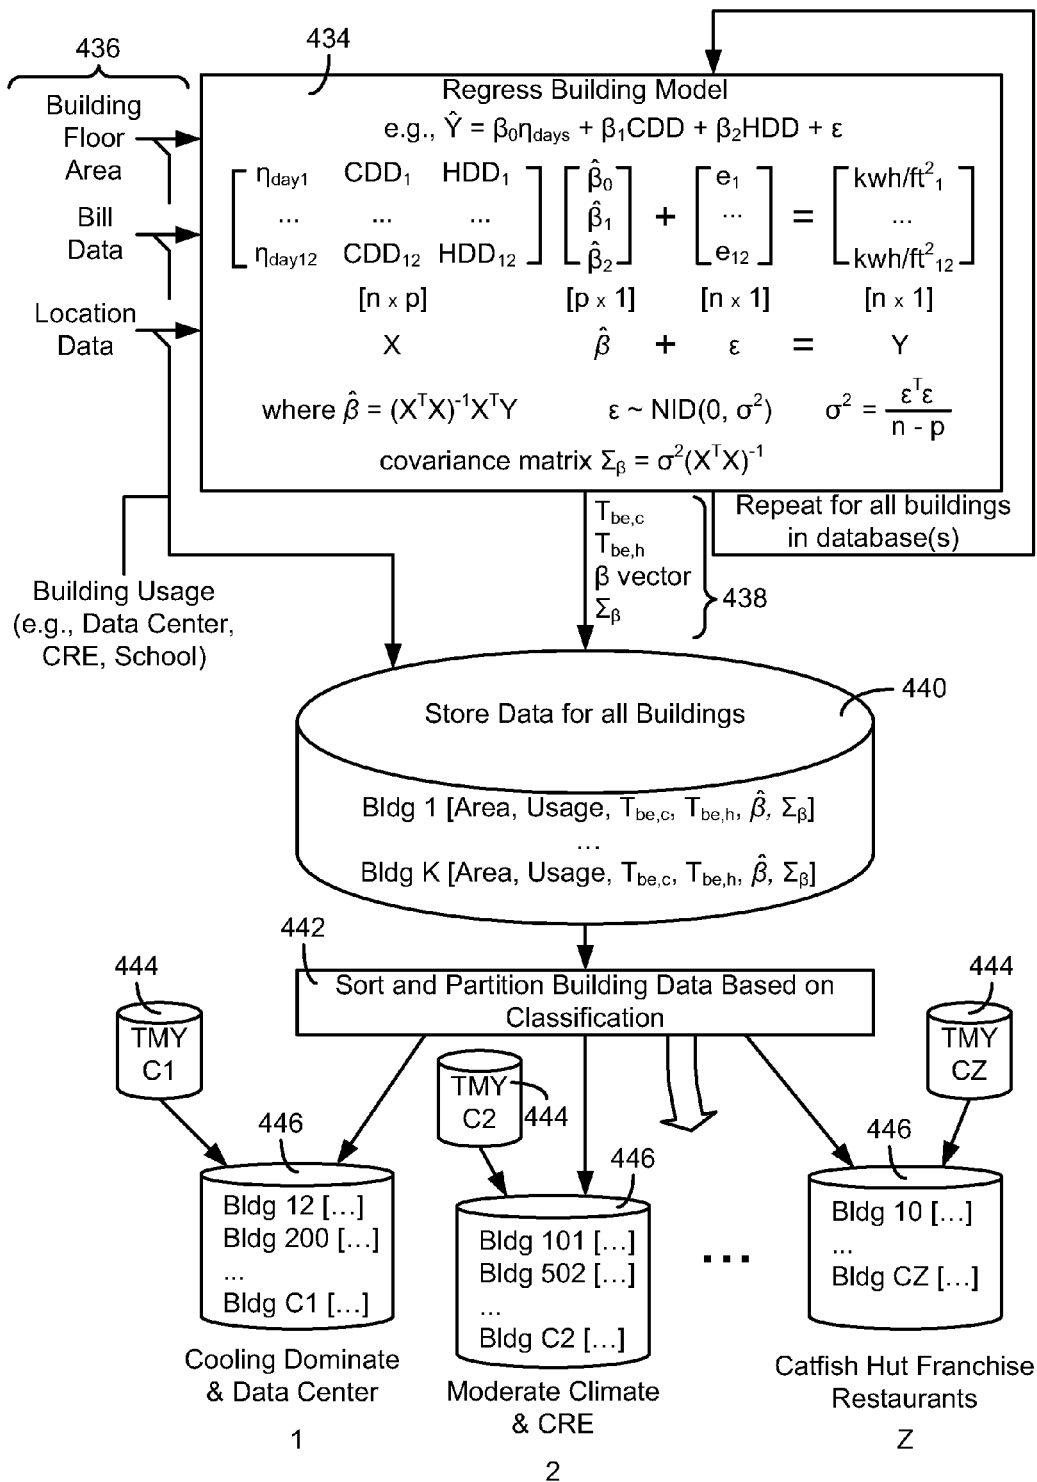 436
434
Building
Floor
Area
Bill
Data
Location
Data
Regress Building Model
e.g., Ŷ = β₀η_days + β₁CDD + β₂HDD + ε
η_day1 CDD₁ HDD₁ β̂₀ e₁ kwh/ft²₁
... ... ... β̂₁ + ... = ...
η_day12 CDD₁₂ HDD₁₂ β̂₂ e₁₂ kwh/ft²₁₂
[n x p] [p x 1] [n x 1] [n x 1]
X β̂ + ε = Y
where β̂ = (XᵀX)⁻¹XᵀY ε ~ NID(0, σ²) σ² = εᵀε / n - p
covariance matrix Σ_β = σ²(XᵀX)⁻¹
T_be,c
T_be,h
β vector
Σ_β
438
Repeat for all buildings
in database(s)
Building Usage
(e.g., Data Center,
CRE, School)
440
Store Data for all Buildings
Bldg 1 [Area, Usage, T_be,c, T_be,h, β̂, Σ_β]
...
Bldg K [Area, Usage, T_be,c, T_be,h, β̂, Σ_β]
442
Sort and Partition Building Data Based on
Classification
444
TMY
C1
444
TMY
C2
444
TMY
CZ
446
Bldg 12 [...]
Bldg 200 [...]
...
Bldg C1 [...]
Cooling Dominate
& Data Center
1
446
Bldg 101 [...]
Bldg 502 [...]
...
Bldg C2 [...]
Moderate Climate
& CRE
2
...
446
Bldg 10 [...]
...
Bldg CZ [...]
Catfish Hut Franchise
Restaurants
Z